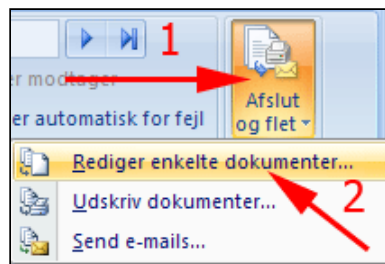 1
er modtager
er automatisk for fejl
Afslut
og flet
Rediger enkelte dokumenter...
Udskriv dokumenter...
2
Send e-mails...